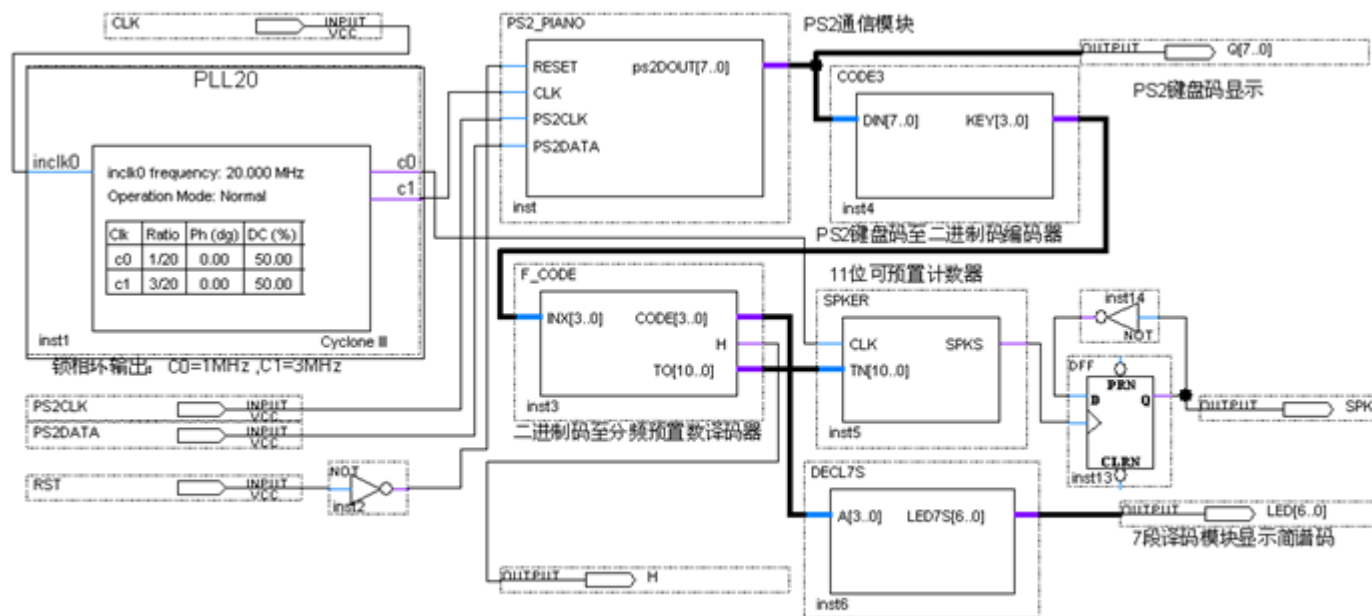 CLK
INPUT
VCC
PLL20
inclk0
c0
c1
inclk0 frequency: 20.000 MHz
Operation Mode: Normal
Clk Ratio Ph (dg) DC (%)
c0 1/20 0.00 50.00
c1 3/20 0.00 50.00
inst1
Cyclone III
锁相环输出： C0=1MHz ,C1=3MHz
PS2CLK
INPUT
VCC
PS2DATA
INPUT
VCC
RST
INPUT
VCC
NOT
inst2
PS2_PIANO
RESET
CLK
PS2CLK
PS2DATA
ps2DOUT[7..0]
inst
PS2通信模块
OUTPUT
Q[7..0]
PS2键盘码显示
CODE3
DIN[7..0]
KEY[3..0]
inst4
PS2键盘码至二进制码编码器
F_CODE
INX[3..0]
CODE[3..0]
H
TO[10..0]
inst3
二进制码至分频预置数译码器
11位可预置计数器
SPKER
CLK
SPKS
TN[10..0]
inst5
inst14
NOT
DFF
PRN
D
Q
CLRN
inst13
OUTPUT
SPK
DECL7S
A[3..0]
LED7S[6..0]
inst6
OUTPUT
LED[6..0]
7段译码模块显示简谱码
OUTPUT
H